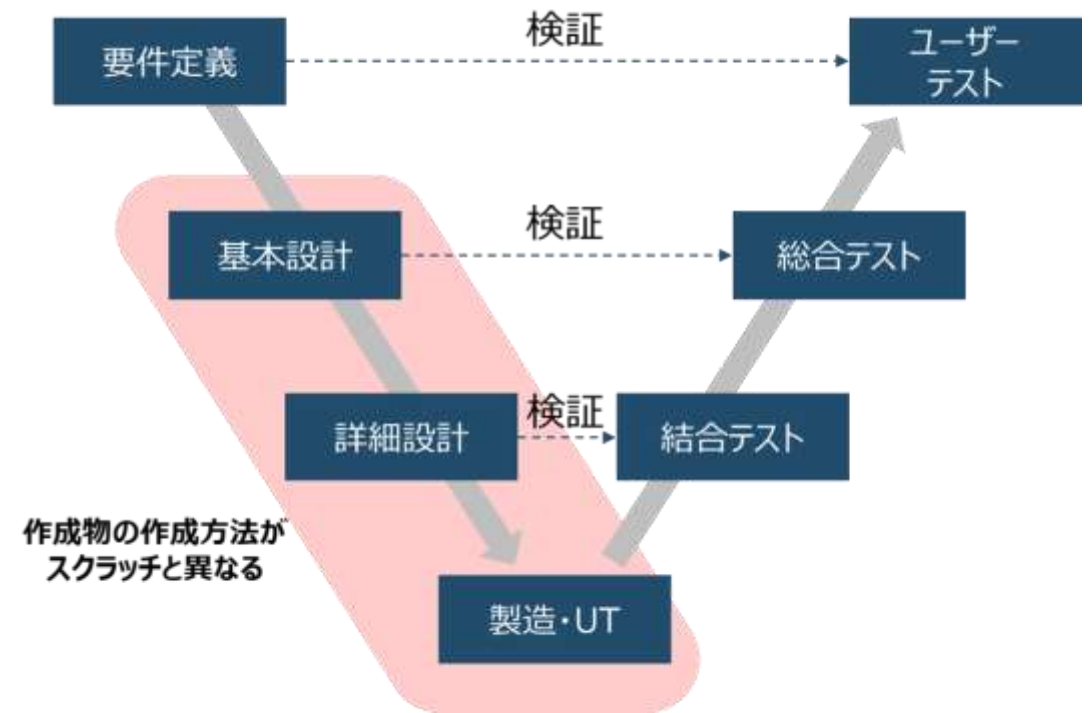 要件定義
検証
ユーザー
テスト
基本設計
検証
総合テスト
詳細設計
検証
結合テスト
作成物の作成方法が
スクラッチと異なる
製造・UT